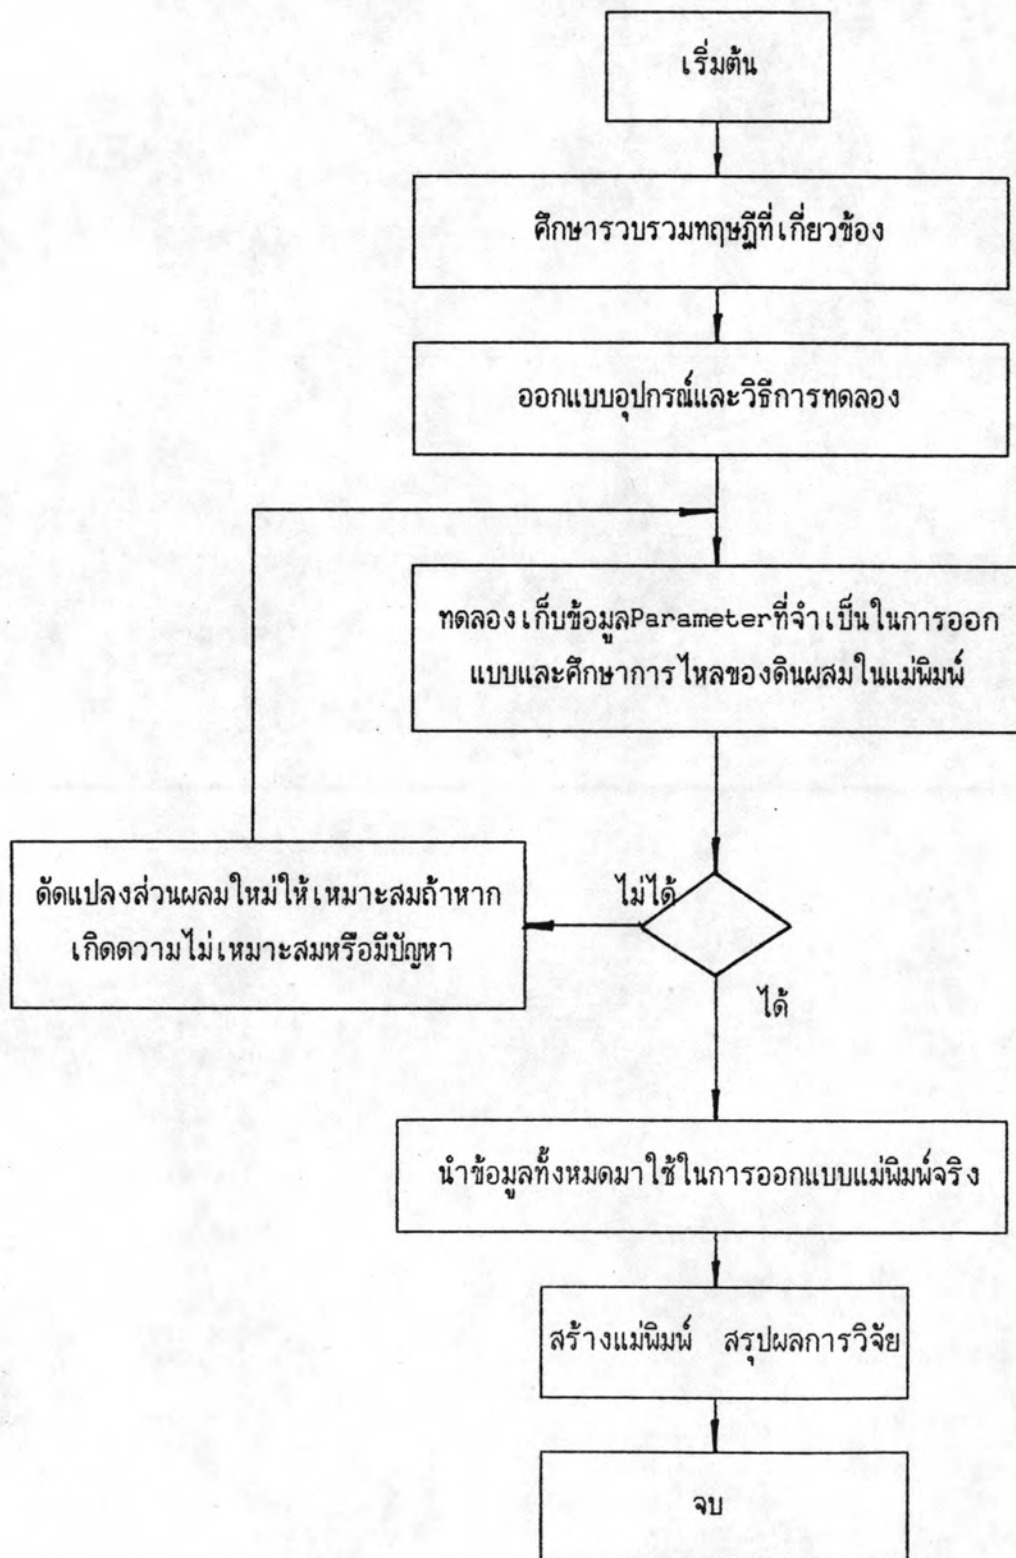 เริ่มต้น
ศึกษารวบรวมทฤษฎีที่เกี่ยวข้อง
ออกแบบอุปกรณ์และวิธีการทดลอง
ทดลองเก็บข้อมูลParameterที่จำเป็นในการออก
แบบและศึกษาการไหลของดินผสมในแม่พิมพ์
ดัดแปลงส่วนผลมใหม่ให้เหมาะสมถ้าหาก
เกิดดวามไม่เหมาะสมหรือมีปัญหา
ไม่ได้
ได้
นำข้อมูลทั้งหมดมาใช้ในการออกแบบแม่พิมพ์จริง
สร้างแม่พิมพ์ สรุปผลการวิจัย
จบ